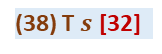 (38) T s [32]